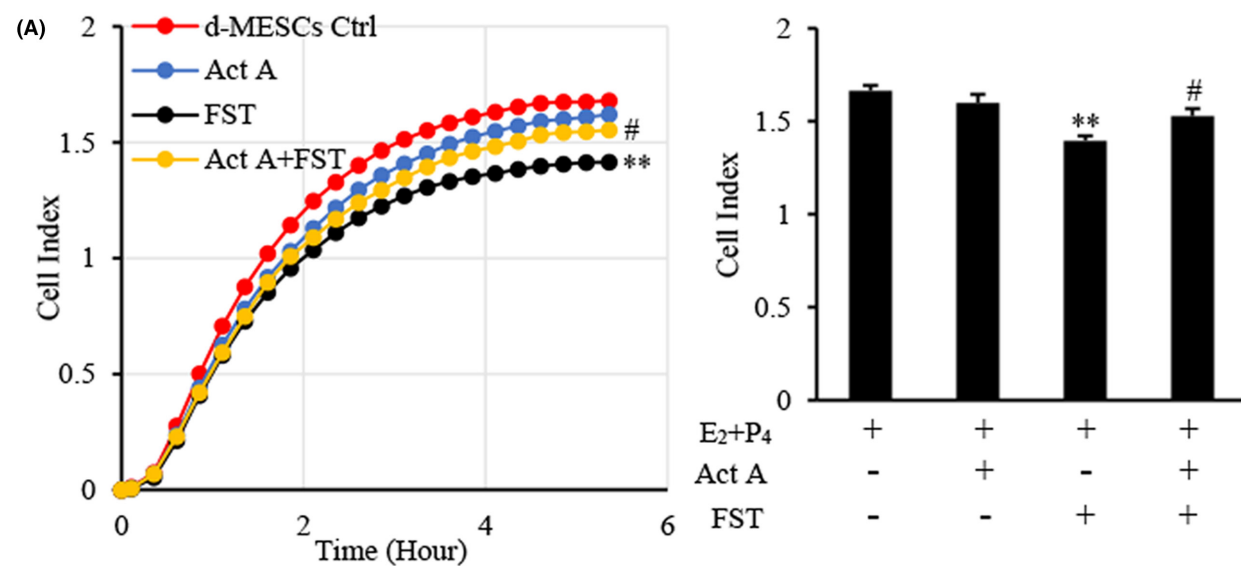 (A)
Cell Index
2
1.5
1
0.5
0
0 2 4 6
Time (Hour)
d-MESCs Ctrl
Act A
FST
Act A+FST
#
**
Cell Index
2
1.5
1
0.5
0
**
#
E₂+P₄ + + + +
Act A - + - +
FST - - + +